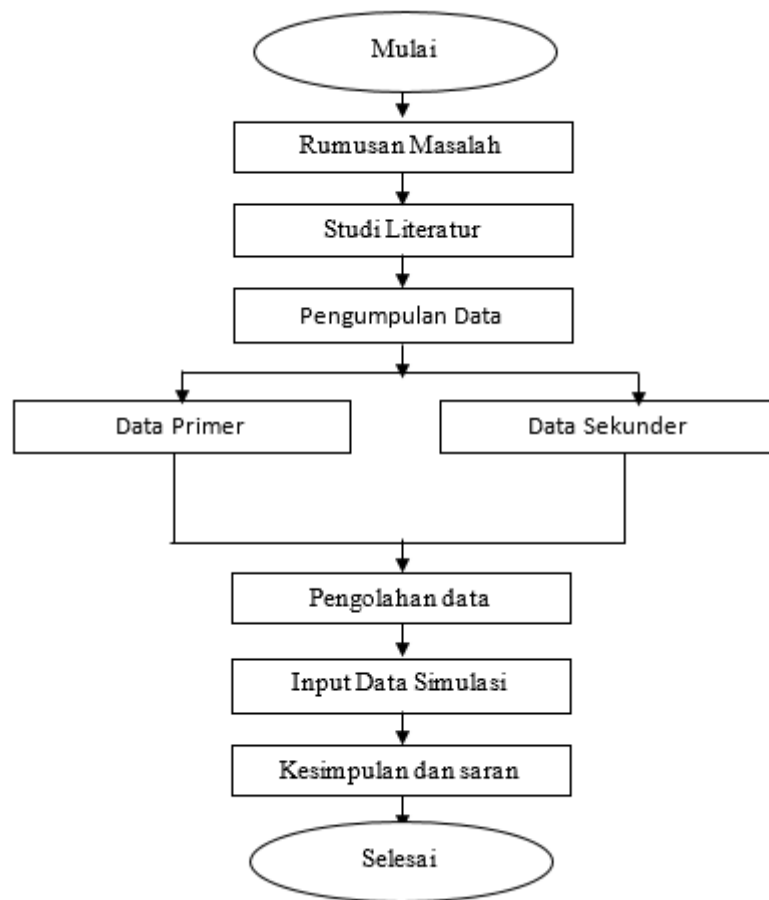 Mulai
Rumusan Masalah
Studi Literatur
Pengumpulan Data
Data Primer
Data Sekunder
Pengolahan data
Input Data Simulasi
Kesimpulan dan saran
Selesai